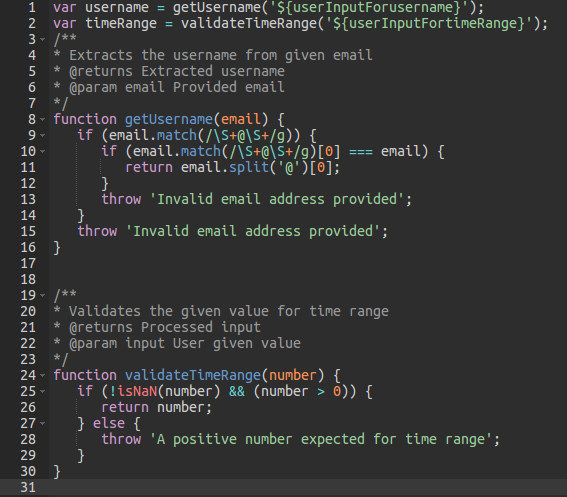 1 var username = getUsername('${userInputForusername}');
2 var timeRange = validateTimeRange('${userInputFortimeRange}');
3 /**
4 * Extracts the username from given email
5 * @returns Extracted username
6 * @param email Provided email
7 */
8 function getUsername(email) {
9    if (email.match(/\S+@\S+/g)) {
10       if (email.match(/\S+@\S+/g)[0] === email) {
11          return email.split('@')[0];
12       }
13       throw 'Invalid email address provided';
14    }
15    throw 'Invalid email address provided';
16 }
17
18
19 /**
20 * Validates the given value for time range
21 * @returns Processed input
22 * @param input User given value
23 */
24 function validateTimeRange(number) {
25    if (!isNaN(number) && (number > 0)) {
26       return number;
27    } else {
28       throw 'A positive number expected for time range';
29    }
30 }
31